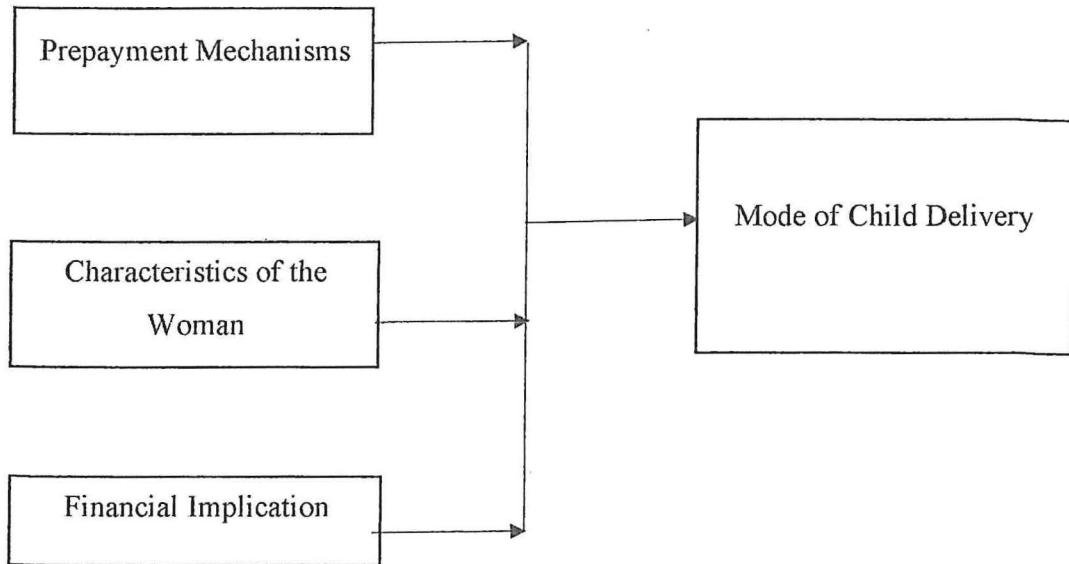 Prepayment Mechanisms
Characteristics of the
Woman
Financial Implication
Mode of Child Delivery